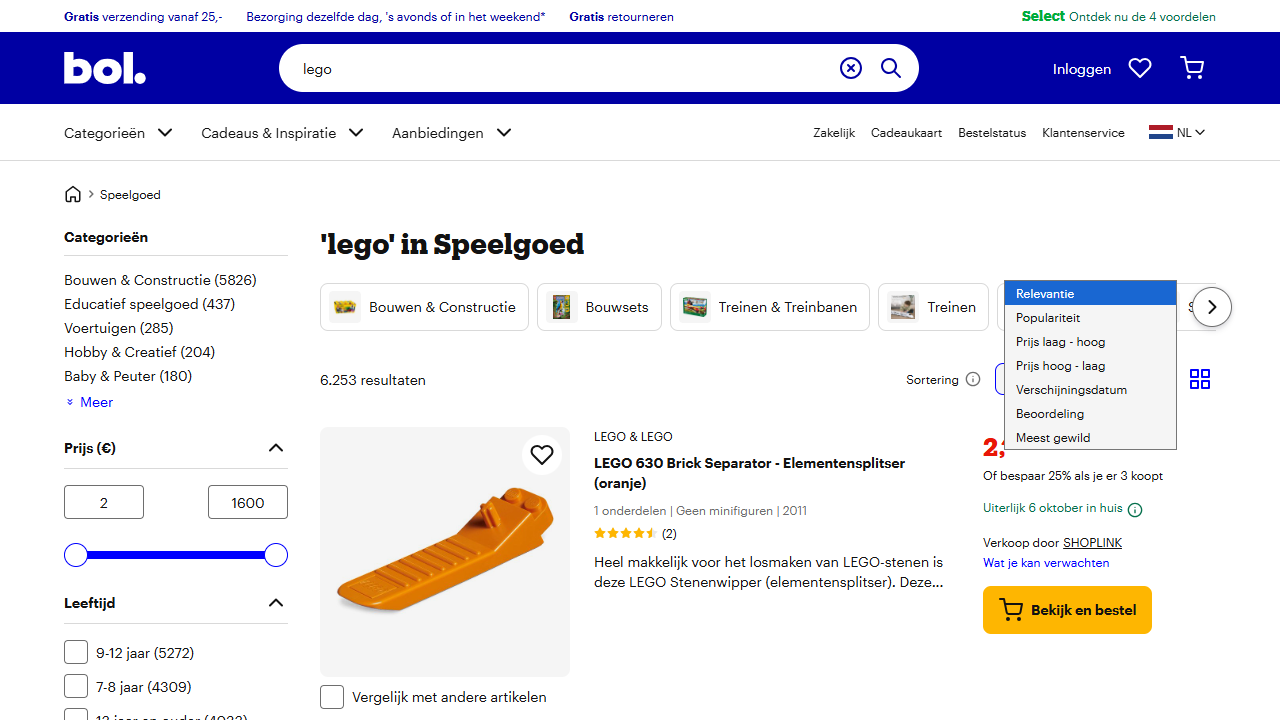 Gratis verzending vanaf 25,-
Bezorging dezelfde dag, 's avonds of in het weekend*
Gratis retourneren
Select Ontdek nu de 4 voordelen
bol.
lego
Inloggen
Categorieën
Cadeaus & Inspiratie
Aanbiedingen
Zakelijk
Cadeaukaart
Bestelstatus
Klantenservice
NL
Speelgoed
Categorieën
Bouwen & Constructie (5826)
Educatief speelgoed (437)
Voertuigen (285)
Hobby & Creatief (204)
Baby & Peuter (180)
Meer
Prijs (€)
2
1600
Leeftijd
9-12 jaar (5272)
7-8 jaar (4309)
'lego' in Speelgoed
Bouwen & Constructie
Bouwsets
Treinen & Treinbanen
Treinen
6.253 resultaten
Sortering
Relevantie
Populariteit
Prijs laag - hoog
Prijs hoog - laag
Verschijningsdatum
Beoordeling
Meest gewild
LEGO & LEGO
LEGO 630 Brick Separator - Elementensplitser
(oranje)
1 onderdelen | Geen minifiguren | 2011
(2)
Heel makkelijk voor het losmaken van LEGO-stenen is
deze LEGO Stenenwipper (elementensplitser). Deze...
2,
Of bespaar 25% als je er 3 koopt
Uiterlijk 6 oktober in huis
Verkoop door SHOPLINK
Wat je kan verwachten
Bekijk en bestel
Vergelijk met andere artikelen